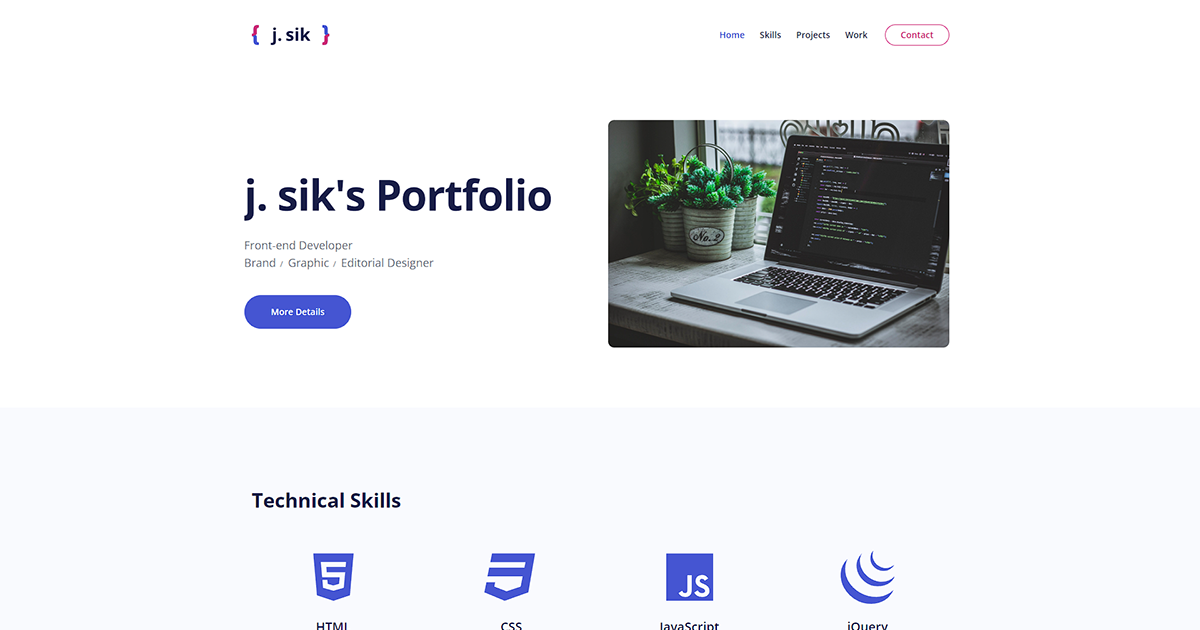 { j. sik }
Home Skills Projects Work Contact
j. sik's Portfolio
Front-end Developer
Brand / Graphic / Editorial Designer
More Details
No. 2
Technical Skills
5
JS
HTML
CSS
JavaScript
jQuery